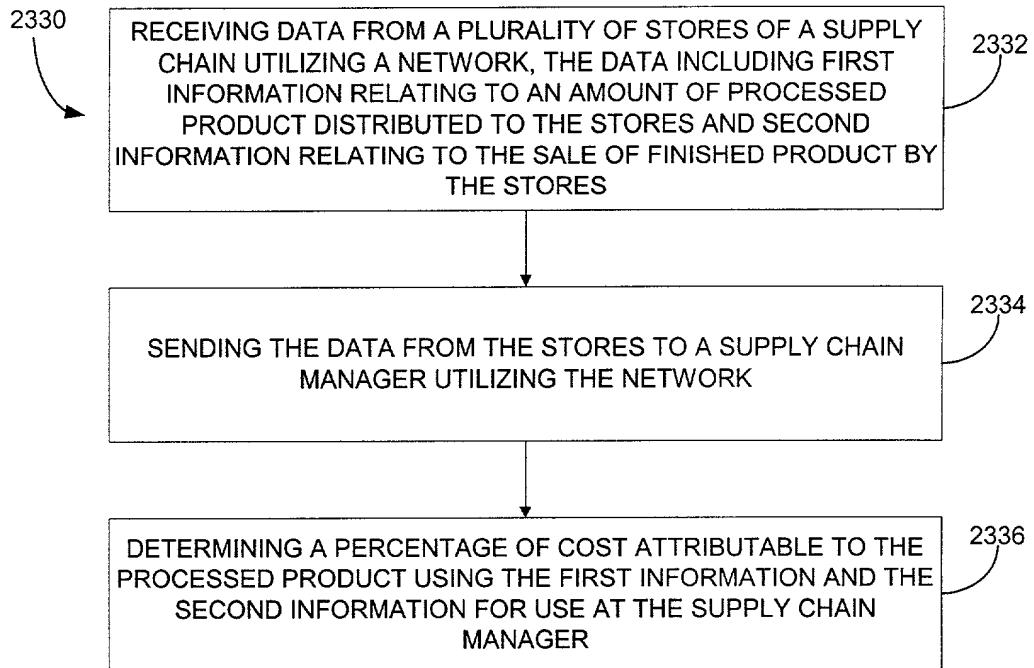 2330
RECEIVING DATA FROM A PLURALITY OF STORES OF A SUPPLY
CHAIN UTILIZING A NETWORK, THE DATA INCLUDING FIRST
INFORMATION RELATING TO AN AMOUNT OF PROCESSED
PRODUCT DISTRIBUTED TO THE STORES AND SECOND
INFORMATION RELATING TO THE SALE OF FINISHED PRODUCT BY
THE STORES
2332
SENDING THE DATA FROM THE STORES TO A SUPPLY CHAIN
MANAGER UTILIZING THE NETWORK
2334
DETERMINING A PERCENTAGE OF COST ATTRIBUTABLE TO THE
PROCESSED PRODUCT USING THE FIRST INFORMATION AND THE
SECOND INFORMATION FOR USE AT THE SUPPLY CHAIN
MANAGER
2336